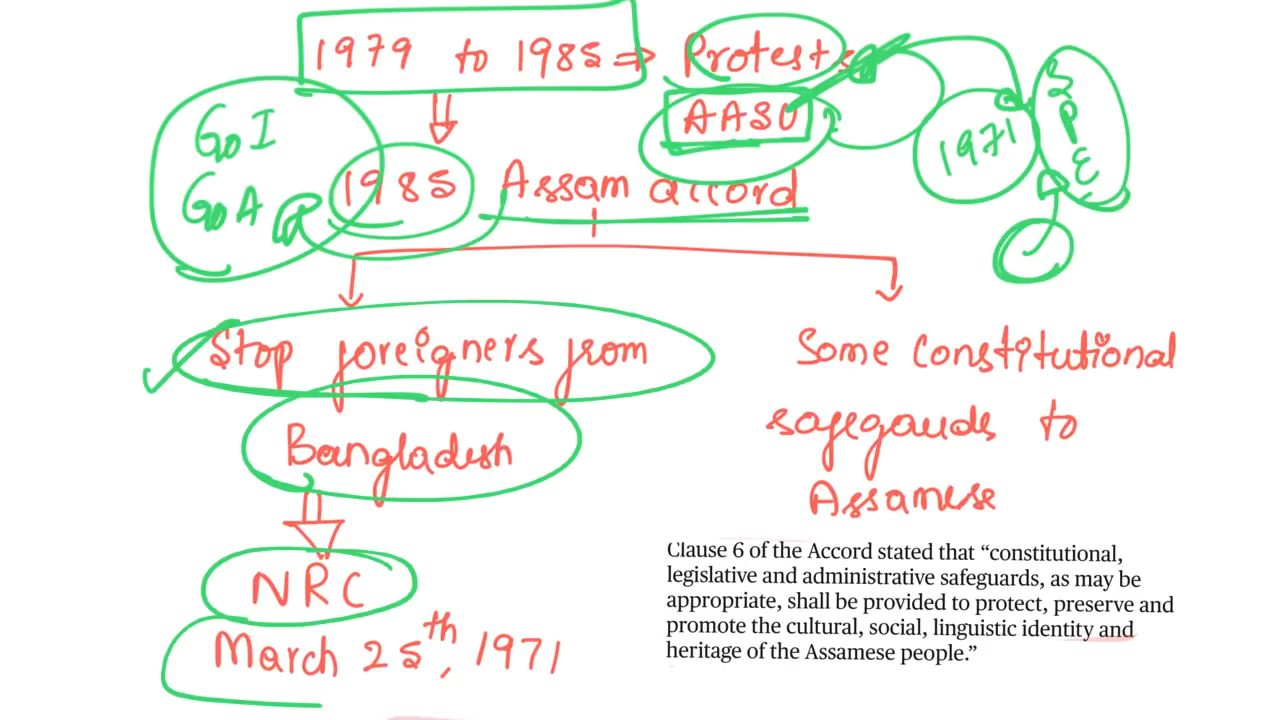 1979 to 1985 ⇒ Protests
AASU
GoI
GoA
1985 Assam accord
1971
S
P
E
Stop foreigners from
Bangladesh
NRC
March 25th, 1971
Some constitutional
safegauds to
Assamese
Clause 6 of the Accord stated that “constitutional,
legislative and administrative safeguards, as may be
appropriate, shall be provided to protect, preserve and
promote the cultural, social, linguistic identity and
heritage of the Assamese people.”